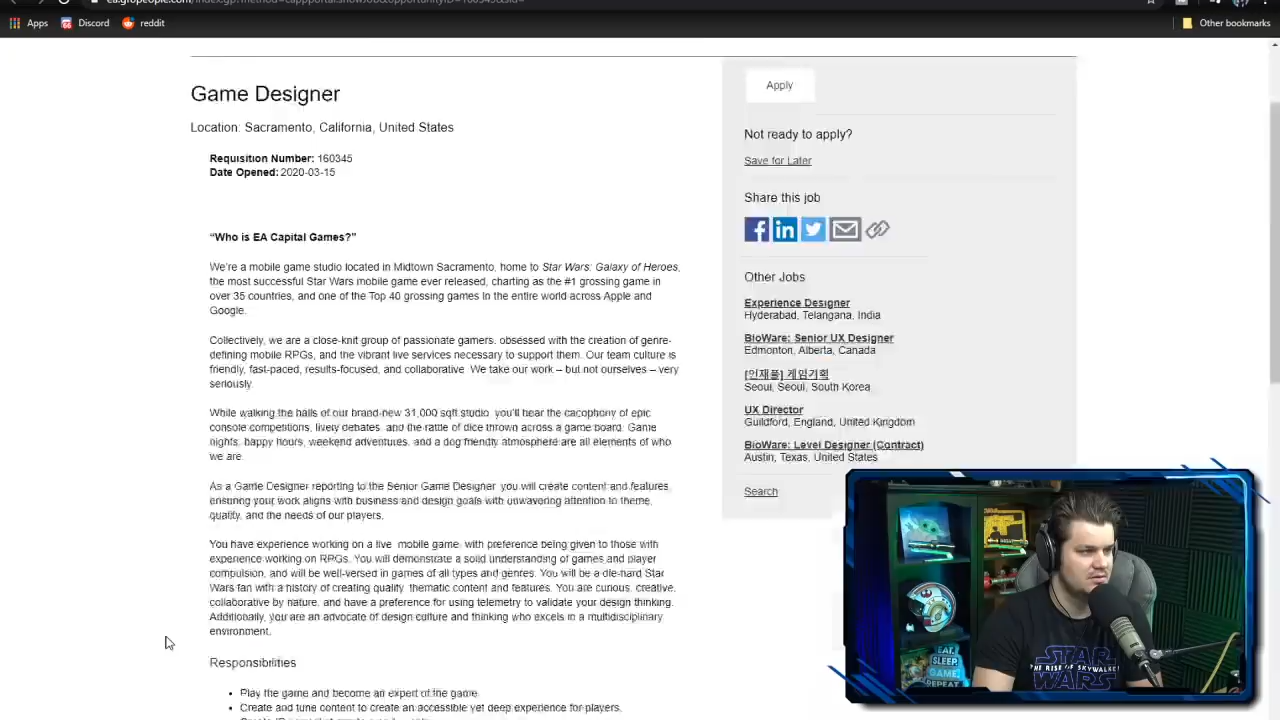 Apps
Discord
reddit
Other bookmarks
Game Designer
Location: Sacramento, California, United States
Requisition Number: 160345
Date Opened: 2020-03-15
“Who is EA Capital Games?”
We're a mobile game studio located in Midtown Sacramento, home to Star Wars: Galaxy of Heroes,
the most successful Star Wars mobile game ever released, charting as the #1 grossing game in
over 35 countries, and one of the Top 40 grossing games in the entire world across Apple and
Google.
Collectively, we are a close-knit group of passionate gamers, obsessed with the creation of genre-
defining mobile RPGs, and the vibrant live services necessary to support them. Our team culture is
friendly, fast-paced, results-focused, and collaborative. We take our work – but not ourselves – very
seriously.
While walking the halls of our brand-new 31,000 sqft studio, you'll hear the cacophony of epic
console competitions, lively debates, and the rattle of dice thrown across a game board. Game
nights, happy hours, weekend adventures, and a dog friendly atmosphere are all elements of who
we are.
As a Game Designer reporting to the Senior Game Designer, you will create content and features,
ensuring your work aligns with business and design goals with unwavering attention to theme,
quality, and the needs of our players.
You have experience working on a live mobile game, with preference being given to those with
experience working on RPGs. You will demonstrate a solid understanding of games and player
compulsion, and will be well-versed in games of all types and genres. You will be a die-hard Star
Wars fan with a history of creating quality, thematic content and features. You are curious, creative,
collaborative by nature, and have a preference for using telemetry to validate your design thinking.
Additionally, you are an advocate of design culture and thinking who excels in a multidisciplinary
environment.
Responsibilities
• Play the game and become an expert of the game
• Create and tune content to create an accessible yet deep experience for players.
Apply
Not ready to apply?
Save for Later
Share this job
Other Jobs
Experience Designer
Hyderabad, Telangana, India
BioWare: Senior UX Designer
Edmonton, Alberta, Canada
[인재풀] 게임기획
Seoul, Seoul, South Korea
UX Director
Guildford, England, United Kingdom
BioWare: Level Designer (Contract)
Austin, Texas, United States
Search
EAT,
SLEEP,
GAME,
REPEAT.
STAR
THE RISE OF SKYWALKER
WARS